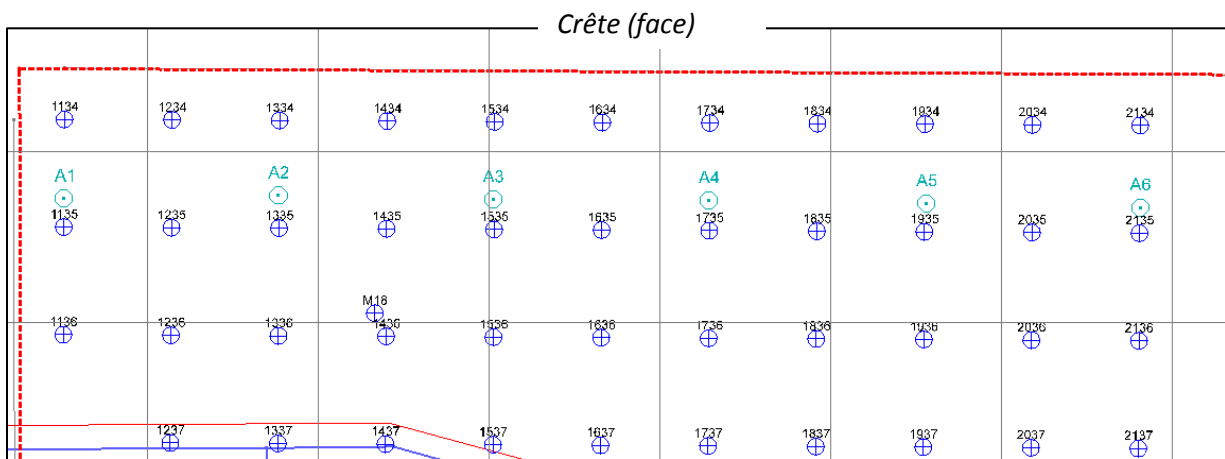 Crête (face)
1134 1234 1334 1434 1534 1634 1734 1834 1934 2034 2134
A1 A2 A3 A4 A5 A6
1135 1235 1335 1435 1535 1635 1735 1835 1935 2035 2135
M18
1136 1236 1336 1436 1536 1636 1736 1836 1936 2036 2136
1237 1337 1437 1537 1637 1737 1837 1937 2037 2137